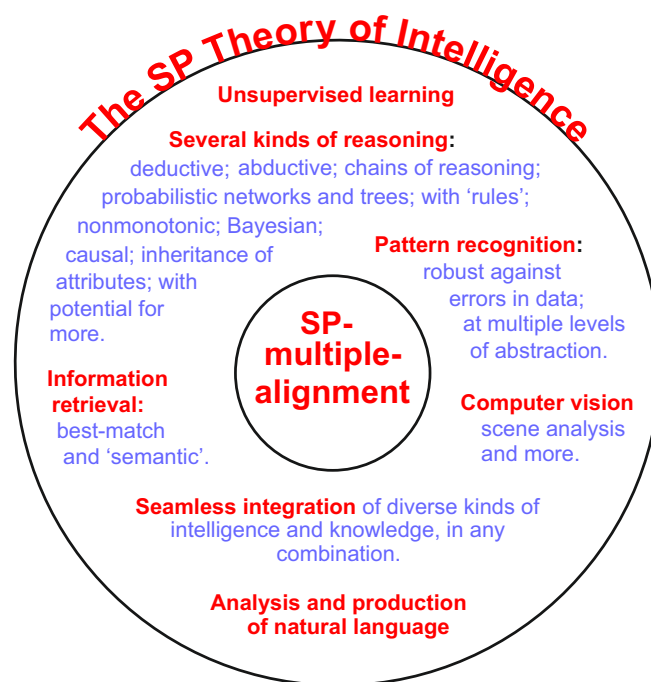 The SP Theory of Intelligence
Unsupervised learning
Several kinds of reasoning:
deductive; abductive; chains of reasoning;
probabilistic networks and trees; with ‘rules’;
nonmonotonic; Bayesian;
causal; inheritance of
attributes; with
potential for
more.
Pattern recognition:
robust against
errors in data;
at multiple levels
of abstraction.
SP-
multiple-
alignment
Information
retrieval:
best-match
and ‘semantic’.
Computer vision
scene analysis
and more.
Seamless integration of diverse kinds of
intelligence and knowledge, in any
combination.
Analysis and production
of natural language